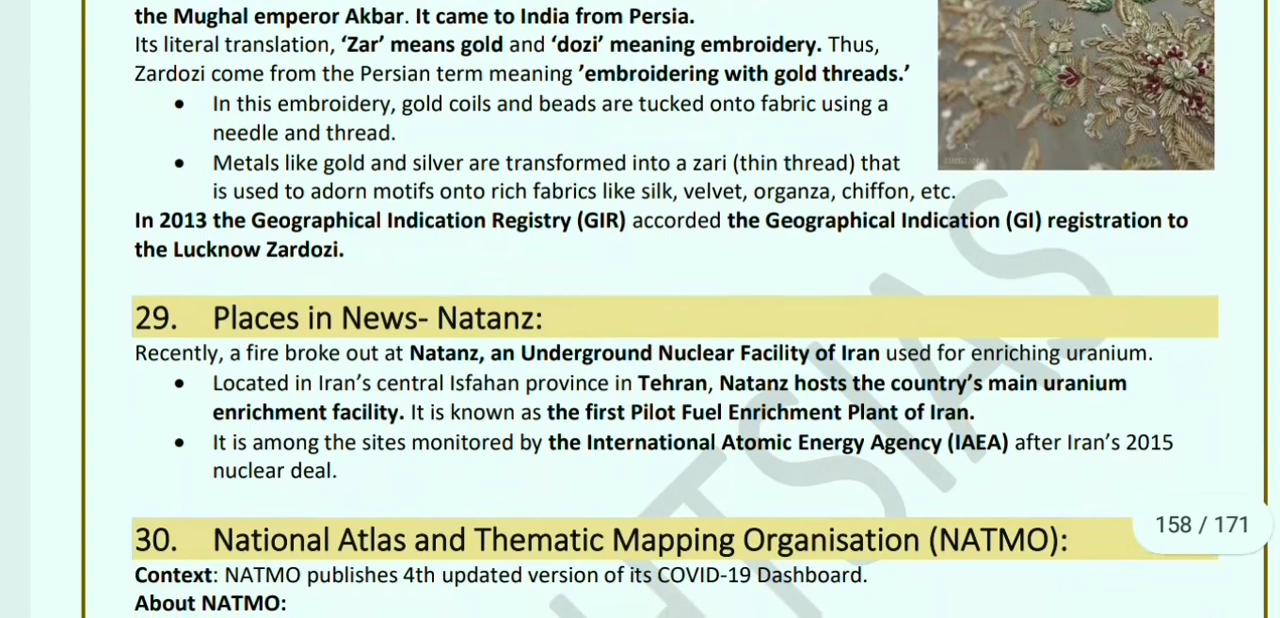 the Mughal emperor Akbar. It came to India from Persia.
Its literal translation, ‘Zar’ means gold and ‘dozi’ meaning embroidery. Thus,
Zardozi come from the Persian term meaning ’embroidering with gold threads.’
• In this embroidery, gold coils and beads are tucked onto fabric using a
needle and thread.
• Metals like gold and silver are transformed into a zari (thin thread) that
is used to adorn motifs onto rich fabrics like silk, velvet, organza, chiffon, etc.
In 2013 the Geographical Indication Registry (GIR) accorded the Geographical Indication (GI) registration to
the Lucknow Zardozi.
29. Places in News- Natanz:
Recently, a fire broke out at Natanz, an Underground Nuclear Facility of Iran used for enriching uranium.
• Located in Iran’s central Isfahan province in Tehran, Natanz hosts the country’s main uranium
enrichment facility. It is known as the first Pilot Fuel Enrichment Plant of Iran.
• It is among the sites monitored by the International Atomic Energy Agency (IAEA) after Iran’s 2015
nuclear deal.
158 / 171
30. National Atlas and Thematic Mapping Organisation (NATMO):
Context: NATMO publishes 4th updated version of its COVID-19 Dashboard.
About NATMO:
HTSIAS